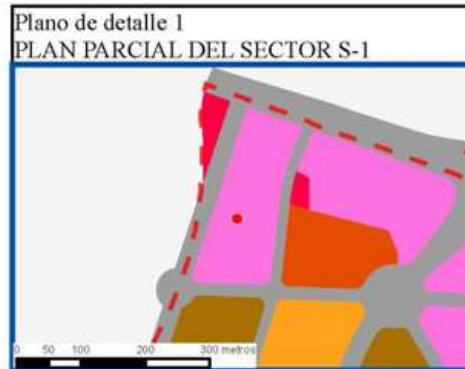 Plano de detalle 1
PLAN PARCIAL DEL SECTOR S-1
0 50 100 200 300 metros